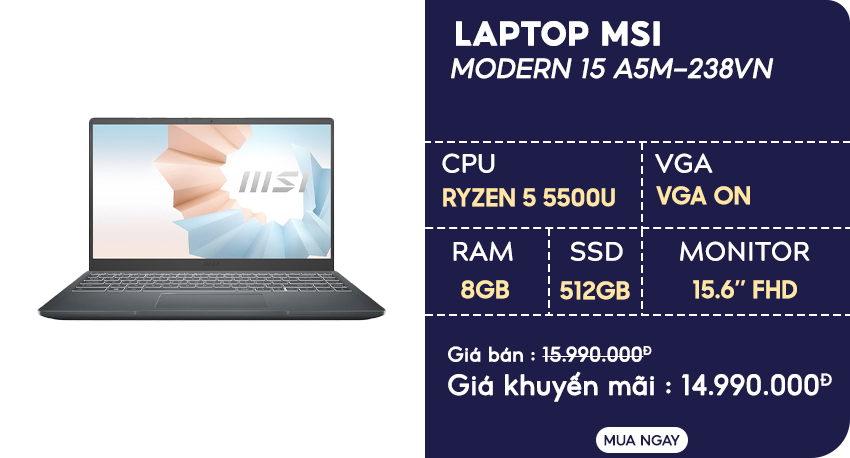 LAPTOP MSI
MODERN 15 A5M-238VN
msi
CPU
RYZEN 5 5500U
VGA
VGA ON
RAM
8GB
SSD
512GB
MONITOR
15.6″ FHD
Giá bán : 15.990.000Đ
Giá khuyến mãi : 14.990.000Đ
MUA NGAY